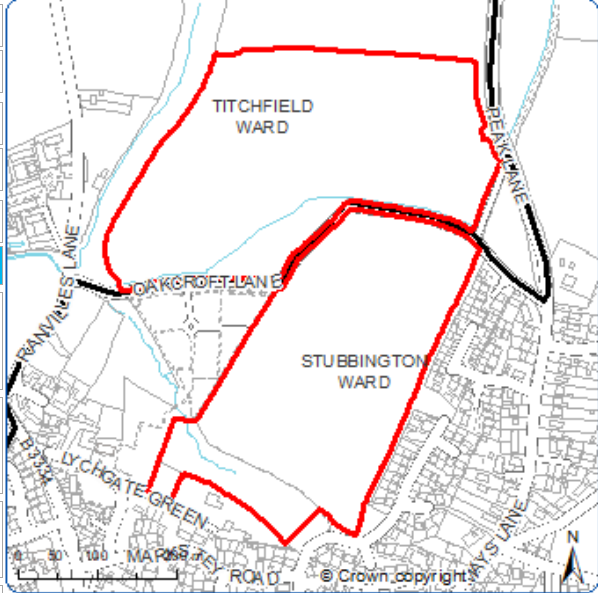 TITCHFIELD
WARD
PEAK LANE
RANVILLES LANE
OAKCROFT LANE
STUBBINGTON
WARD
B3334
LYCHGATE GREEN
ROAD
N
0 50 100
© Crown copyright